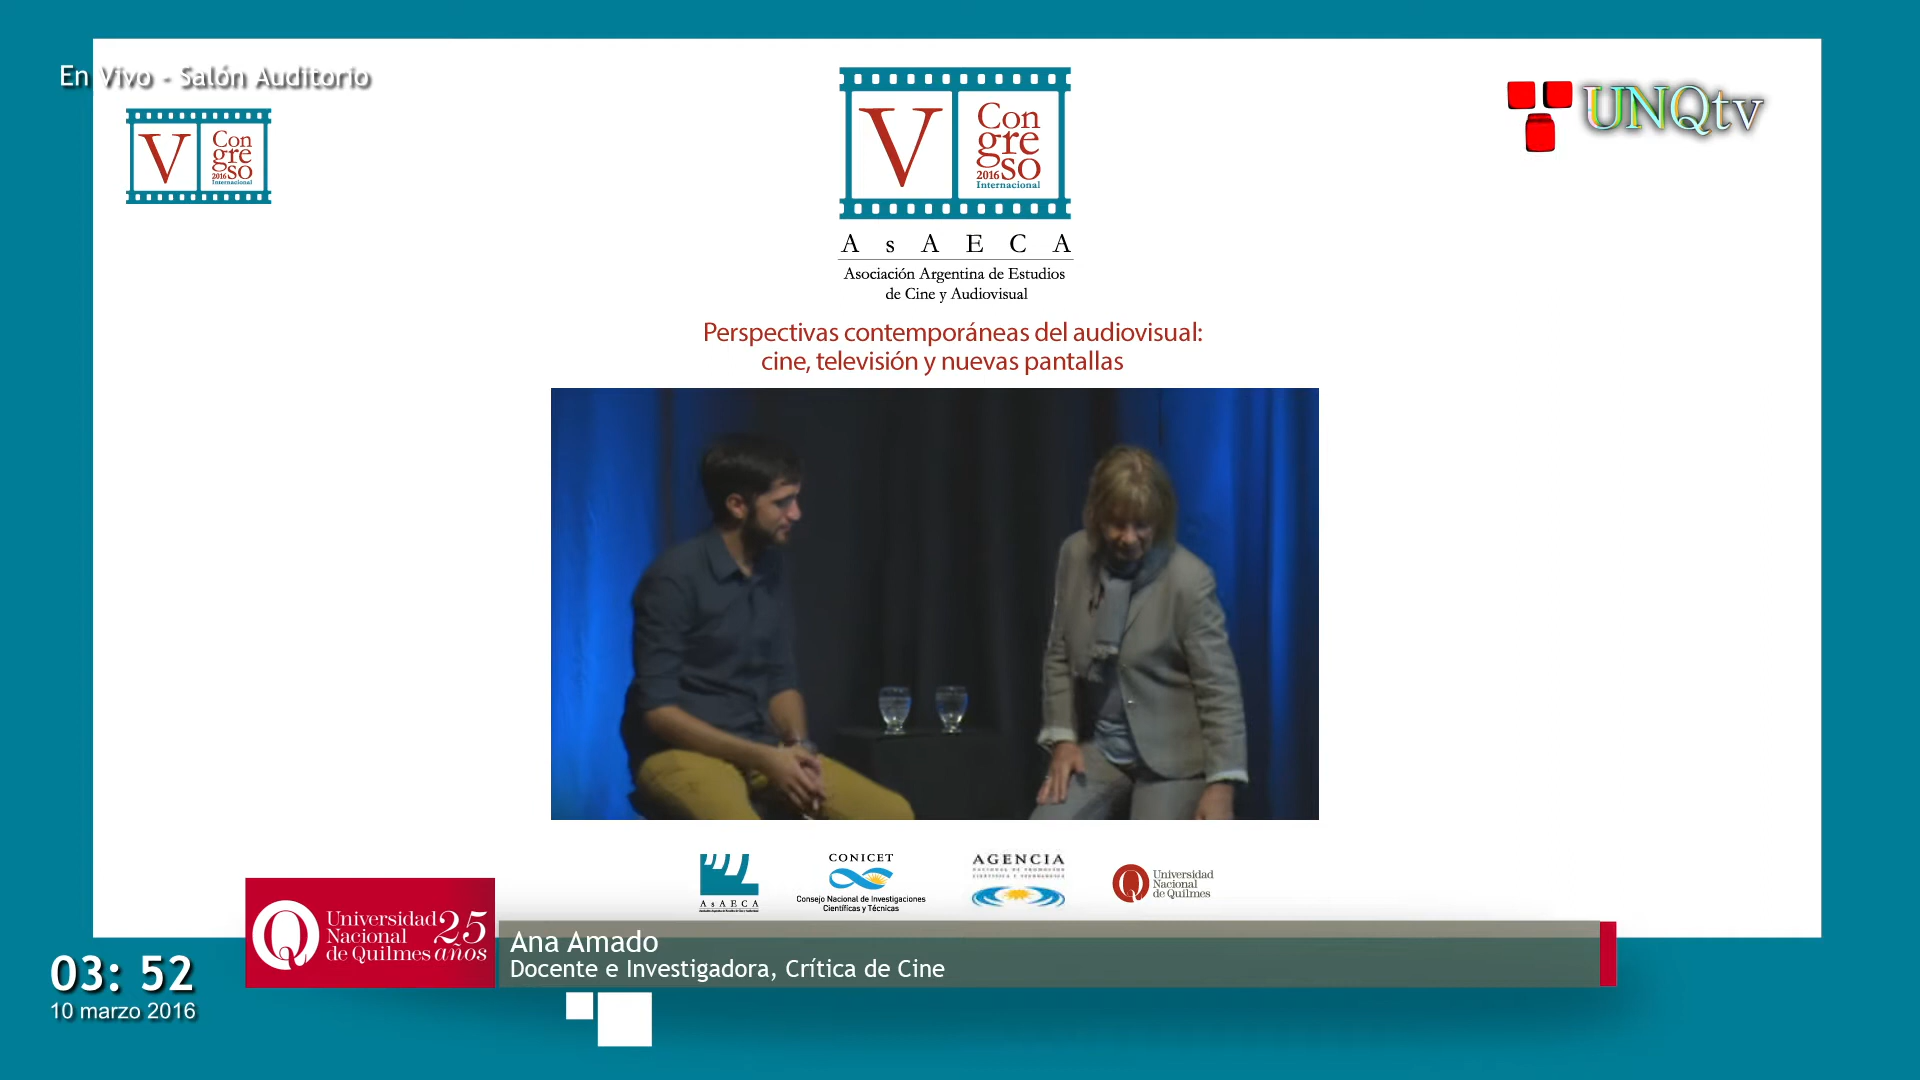 En Vivo - Salón Auditorio
V
Con
gre
so
2016
Internacional
V
Con
gre
so
2016
Internacional
UNQtv
A s A E C A
Asociación Argentina de Estudios
de Cine y Audiovisual
Perspectivas contemporáneas del audiovisual:
cine, televisión y nuevas pantallas
A s A E C A
CONICET
Consejo Nacional de Investigaciones
Científicas y Técnicas
AGENCIA
Universidad
Nacional
de Quilmes
Universidad
Nacional
de Quilmes
25
años
Ana Amado
Docente e Investigadora, Crítica de Cine
03: 52
10 marzo 2016